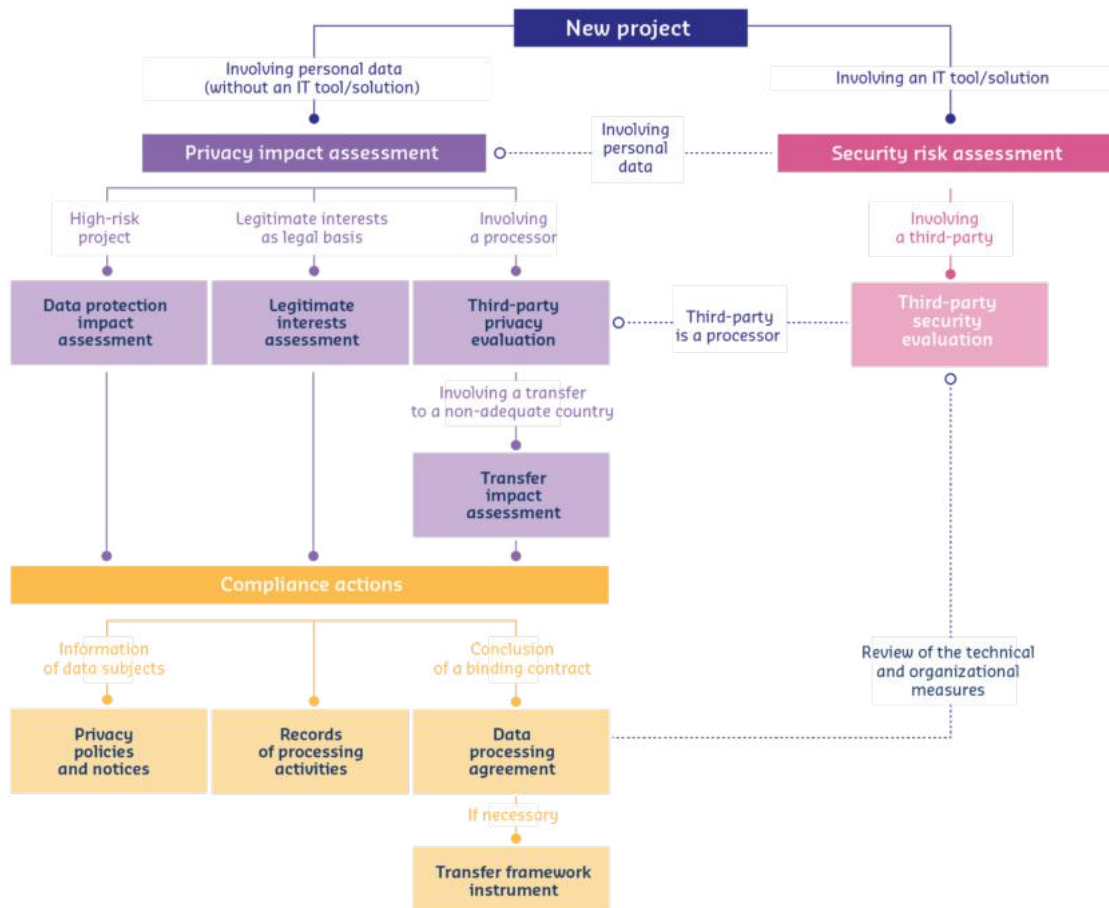 New project
Involving personal data
(without an IT tool/solution)
Involving an IT tool/solution
Privacy impact assessment
Involving
personal
data
Security risk assessment
High-risk
project
Legitimate interests
as legal basis
Involving
a processor
Involving
a third-party
Data protection
impact
assessment
Legitimate
interests
assessment
Third-party
privacy
evaluation
Third-party
is a processor
Third-party
security
evaluation
Involving a transfer
to a non-adequate country
Transfer
impact
assessment
Compliance actions
Information
of data subjects
Conclusion
of a binding contract
Review of the technical
and organizational
measures
Privacy
policies
and notices
Records
of processing
activities
Data
processing
agreement
If necessary
Transfer framework
instrument